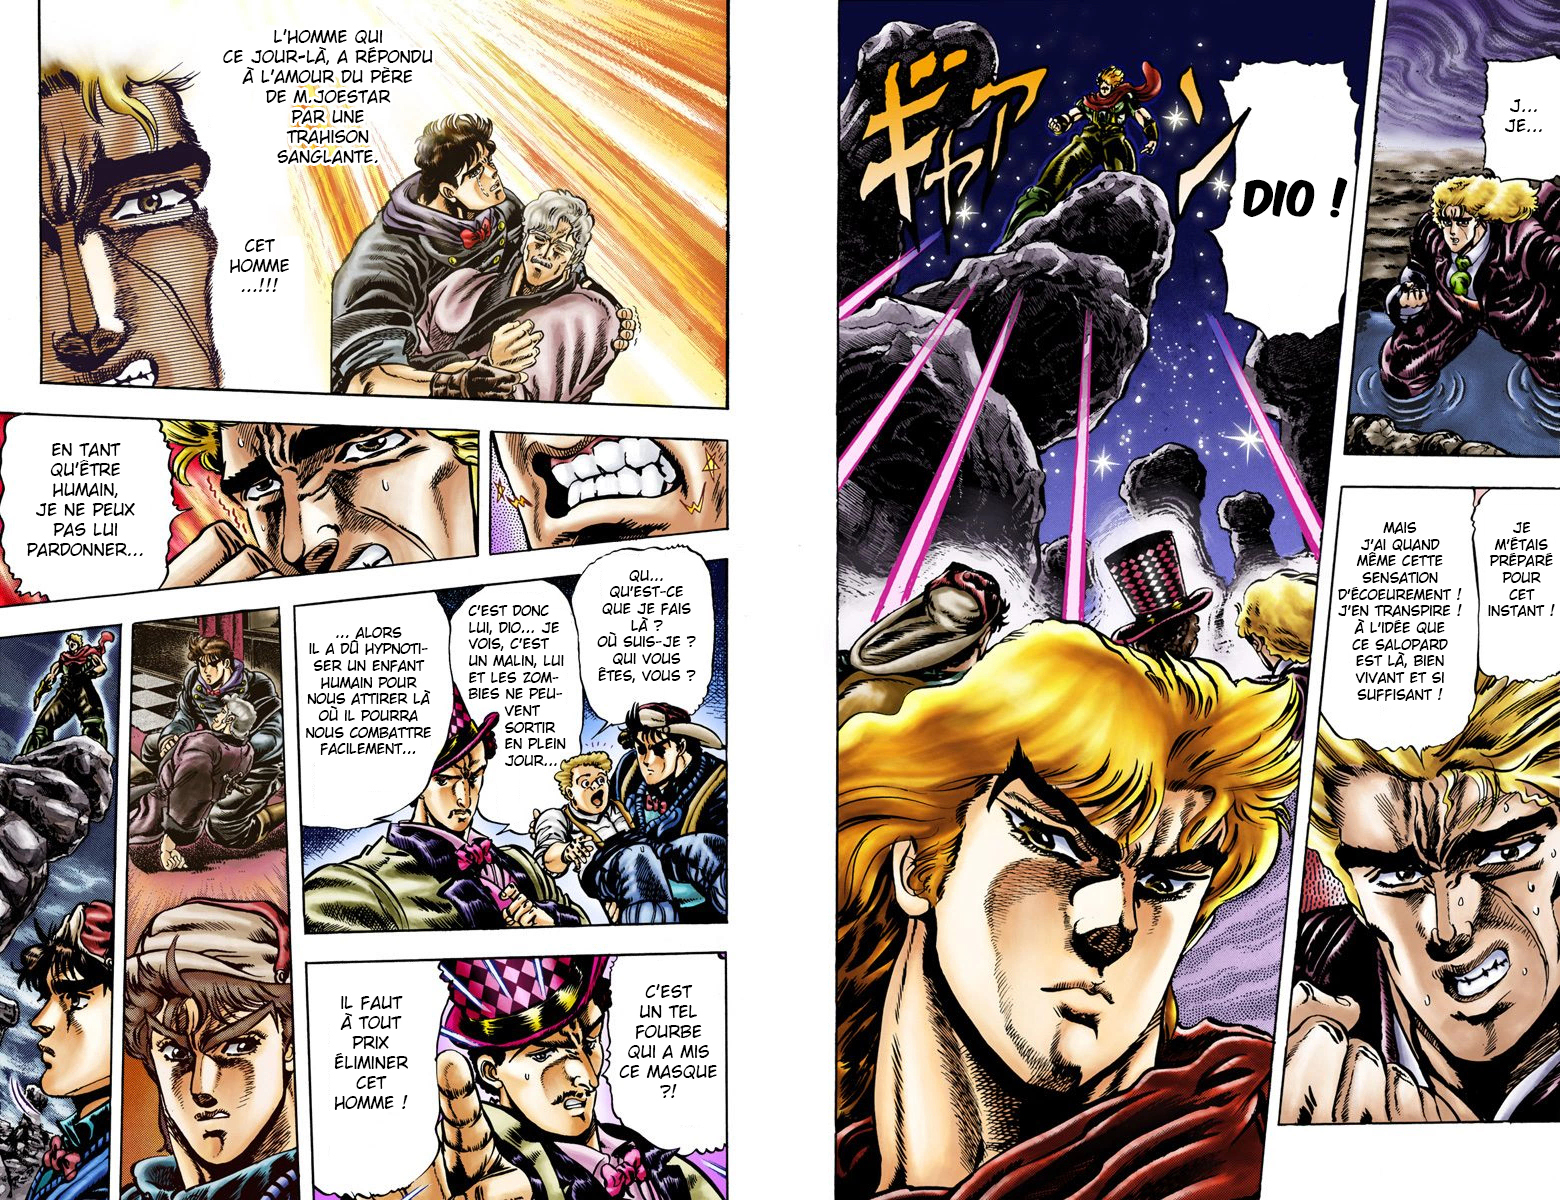 J...
JE...
DIO !
ギャアン
JE
M'ÉTAIS
PRÉPARÉ
POUR
CET
INSTANT !
MAIS
J'AI QUAND
MÊME CETTE
SENSATION
D'ÉCOEUREMENT !
J'EN TRANSPIRE !
À L'IDÉE QUE
CE SALOPARD
EST LÀ, BIEN
VIVANT ET SI
SUFFISANT !
L'HOMME QUI
CE JOUR-LÀ, A RÉPONDU
À L'AMOUR DU PÈRE
DE M.JOESTAR
PAR UNE
TRAHISON
SANGLANTE.
CET
HOMME
...!!!
EN TANT
QU'ÊTRE
HUMAIN,
JE NE PEUX
PAS LUI
PARDONNER...
QU...
QU'EST-CE
QUE JE FAIS
LÀ ?
OÙ SUIS-JE ?
QUI VOUS
ÊTES, VOUS ?
C'EST DONC
LUI, DIO... JE
VOIS, C'EST
UN MALIN, LUI
ET LES ZOM-
BIES NE PEU-
VENT
SORTIR
EN PLEIN
JOUR...
... ALORS
IL A DÛ HYPNOTI-
SER UN ENFANT
HUMAIN POUR
NOUS ATTIRER LÀ
OÙ IL POURRA
NOUS COMBATTRE
FACILEMENT...
C'EST
UN TEL
FOURBE
QUI A MIS
CE MASQUE
?!
IL FAUT
À TOUT
PRIX
ÉLIMINER
CET
HOMME !